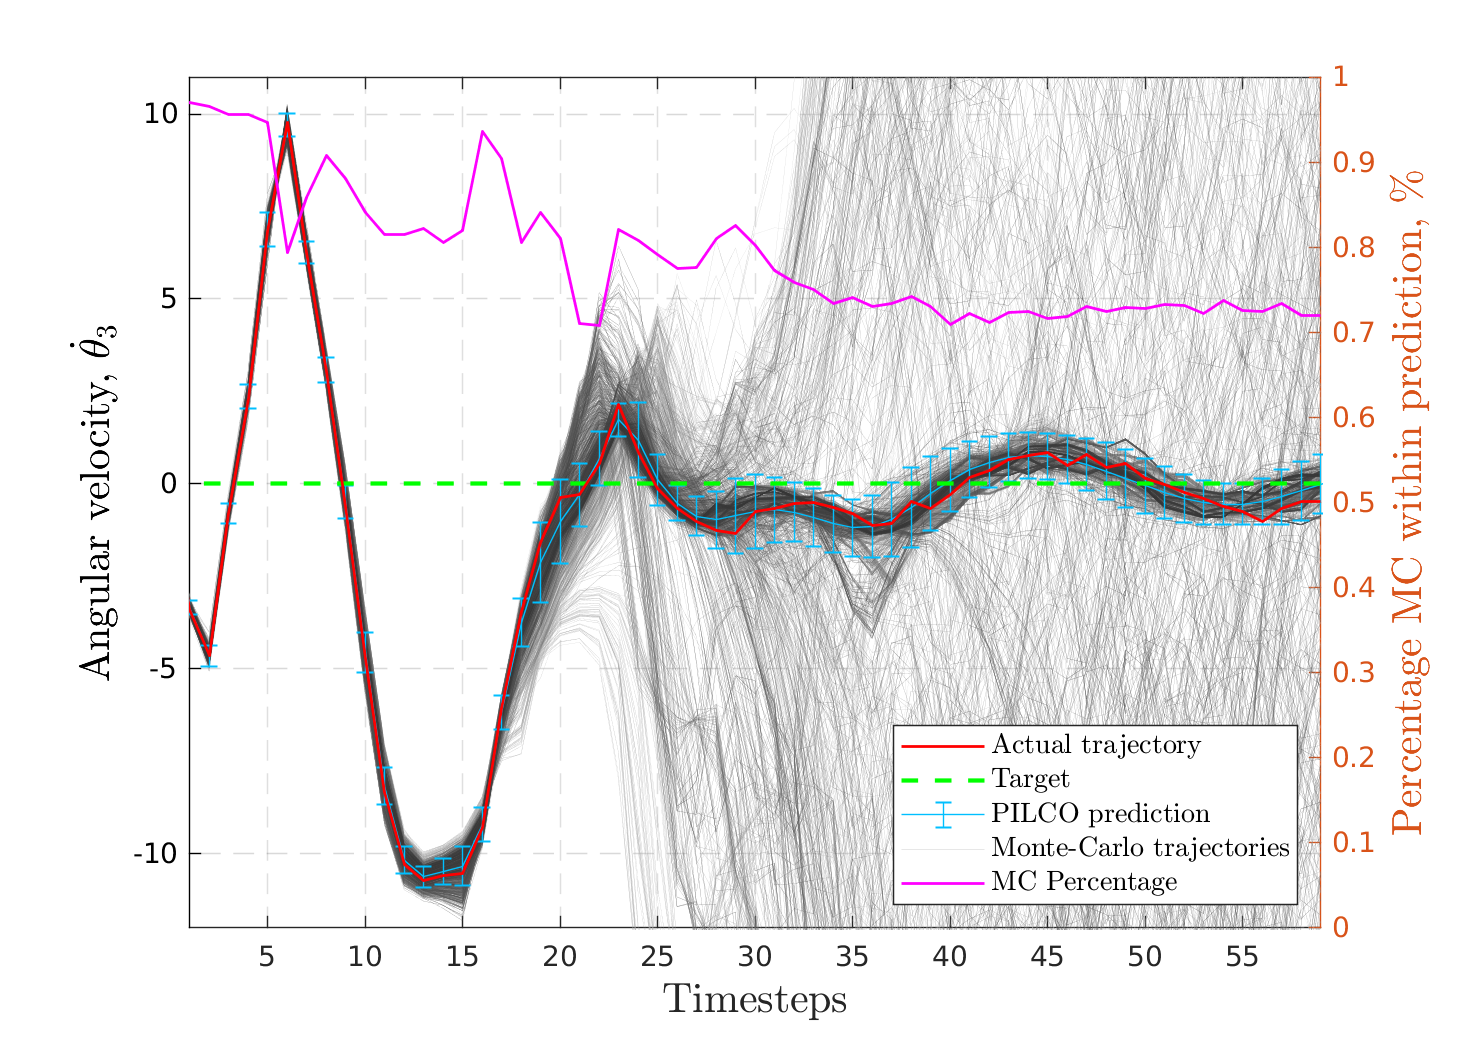 10
5
0
-5
-10
Angular velocity, θ̇₃
5 10 15 20 25 30 35 40 45 50 55
Timesteps
1
0.9
0.8
0.7
0.6
0.5
0.4
0.3
0.2
0.1
0
Percentage MC within prediction, %
Actual trajectory
Target
PILCO prediction
Monte-Carlo trajectories
MC Percentage